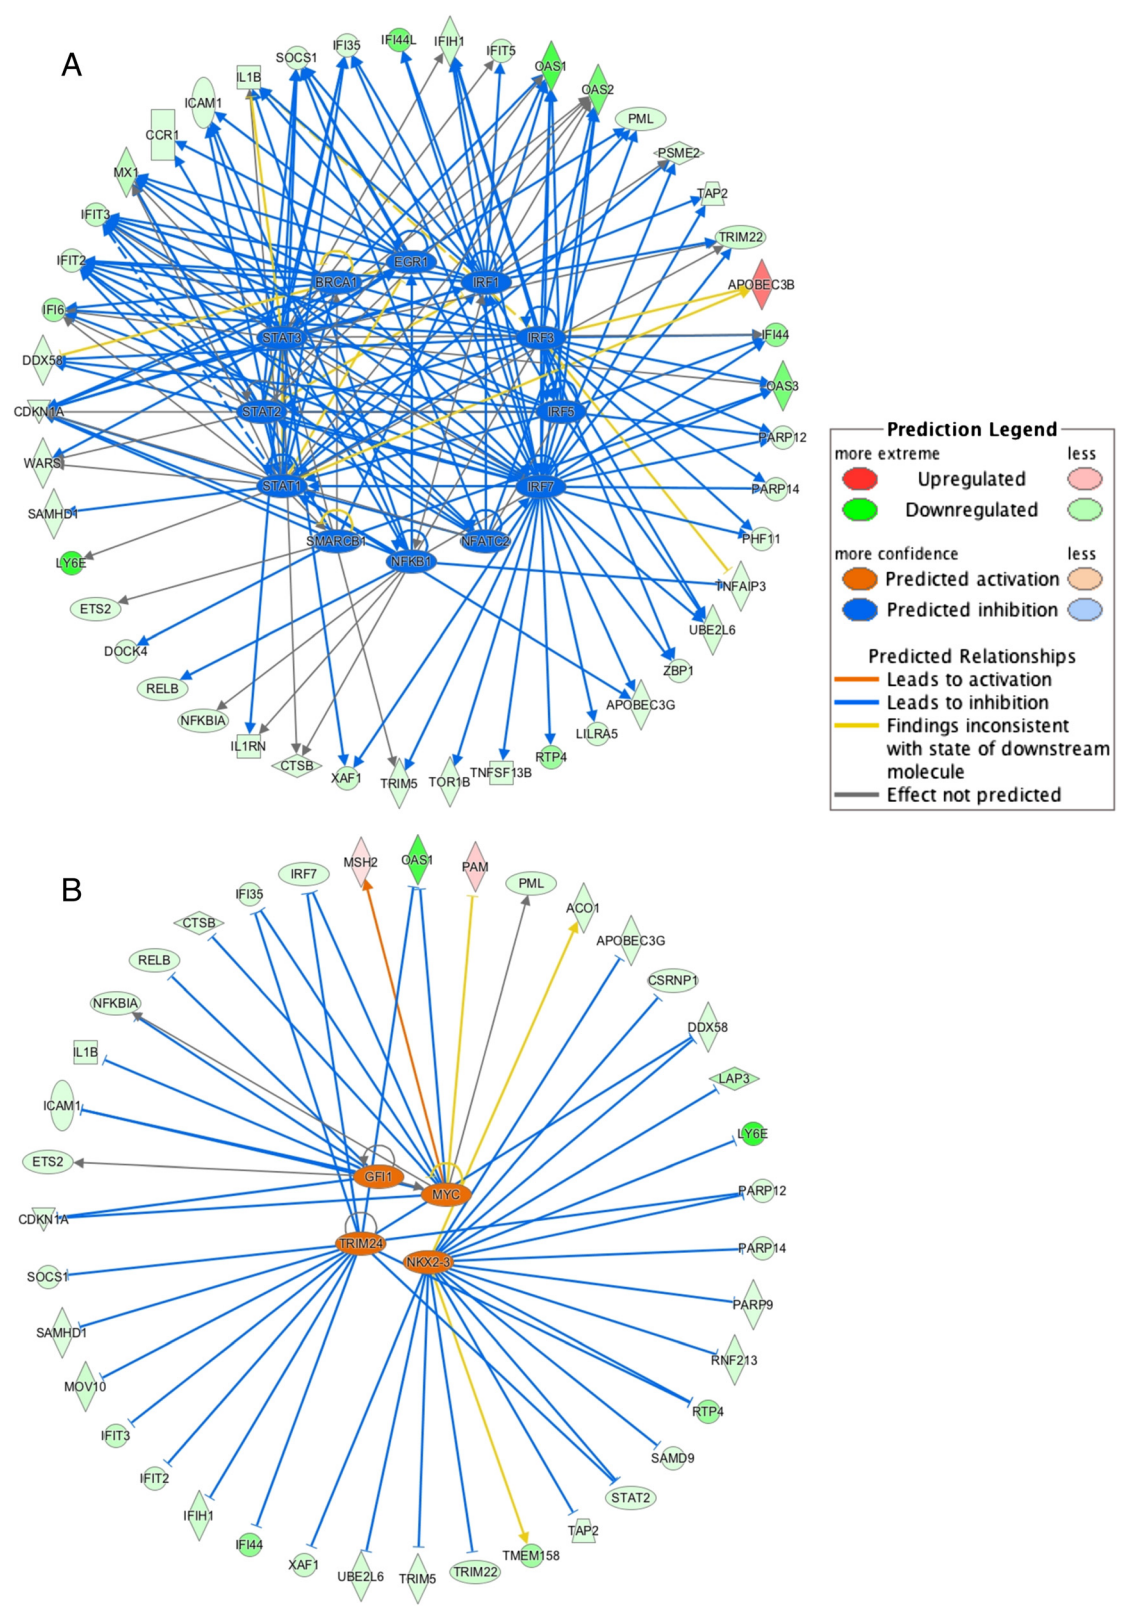 A
SOCS1
IFI35
IFI44L
IFIH1
IFIT5
OAS1
OAS2
PML
PSME2
TAP2
TRIM22
APOBEC3B
IFI44
OAS3
PARP12
PARP14
PHF11
TNFAIP3
UBE2L6
ZBP1
APOBEC3G
LILRA5
RTP4
TNFSF13B
TOR1B
TRIM5
XAF1
CTSB
IL1RN
NFKBIA
RELB
DOCK4
ETS2
LY6E
SAMHD1
WARS
CDKN1A
DDX58
IFI6
IFIT2
IFIT3
MX1
CCR1
ICAM1
IL1B
EGR1
BRCA1
IRF1
STAT3
IRF3
STAT2
IRF5
STAT1
IRF7
SMARCB1
NFATC2
NFKB1
Prediction Legend
more extreme less
Upregulated
Downregulated
more confidence less
Predicted activation
Predicted inhibition
Predicted Relationships
Leads to activation
Leads to inhibition
Findings inconsistent
with state of downstream
molecule
Effect not predicted
B
MSH2
OAS1
PAM
PML
ACO1
APOBEC3G
CSRNP1
DDX58
LAP3
LY6E
PARP12
PARP14
PARP9
RNF213
RTP4
SAMD9
STAT2
TAP2
TMEM158
TRIM22
TRIM5
UBE2L6
XAF1
IFI44
IFIH1
IFIT2
IFIT3
MOV10
SAMHD1
SOCS1
CDKN1A
ETS2
ICAM1
IL1B
NFKBIA
RELB
CTSB
IFI35
IRF7
GFI1
MYC
TRIM24
NKX2-3